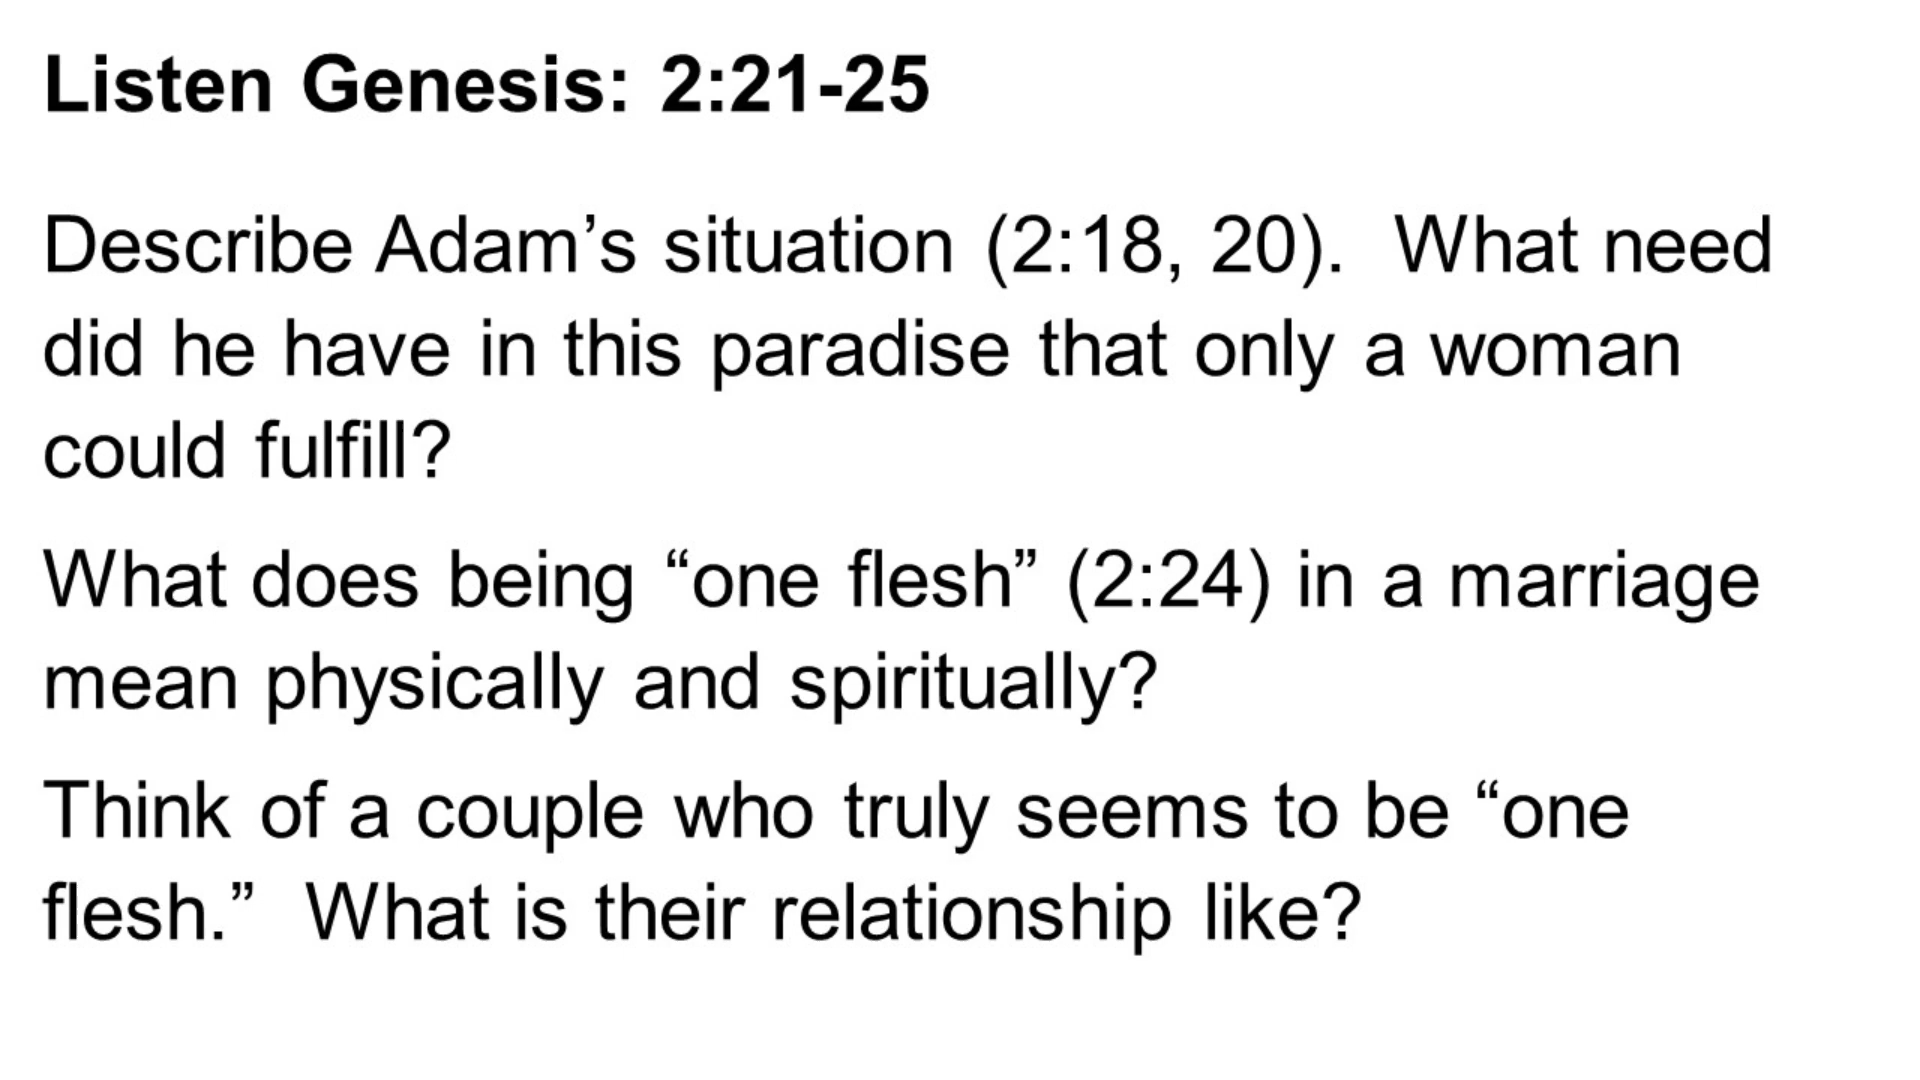 Listen Genesis: 2:21-25
Describe Adam’s situation (2:18, 20).  What need
did he have in this paradise that only a woman
could fulfill?
What does being “one flesh” (2:24) in a marriage
mean physically and spiritually?
Think of a couple who truly seems to be “one
flesh.”  What is their relationship like?